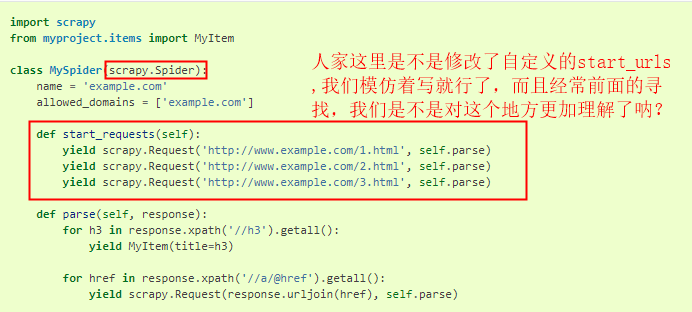 import scrapy
from myproject.items import MyItem
class MySpider(scrapy.Spider):
    name = 'example.com'
    allowed_domains = ['example.com']
    def start_requests(self):
        yield scrapy.Request('http://www.example.com/1.html', self.parse)
        yield scrapy.Request('http://www.example.com/2.html', self.parse)
        yield scrapy.Request('http://www.example.com/3.html', self.parse)
    def parse(self, response):
        for h3 in response.xpath('//h3').getall():
            yield MyItem(title=h3)
        for href in response.xpath('//a/@href').getall():
            yield scrapy.Request(response.urljoin(href), self.parse)
人家这里是不是修改了自定义的start_urls
,我们模仿着写就行了，而且经常前面的寻
找，我们是不是对这个地方更加理解了呐？